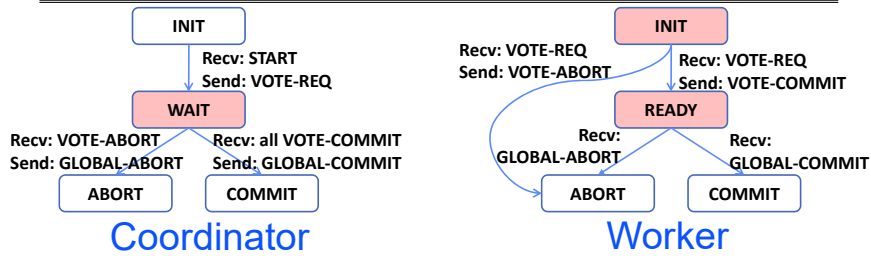 INIT
Recv: START
Send: VOTE-REQ
WAIT
Recv: VOTE-ABORT
Send: GLOBAL-ABORT
Recv: all VOTE-COMMIT
Send: GLOBAL-COMMIT
ABORT
COMMIT
Coordinator
INIT
Recv: VOTE-REQ
Send: VOTE-ABORT
Recv: VOTE-REQ
Send: VOTE-COMMIT
READY
Recv:
GLOBAL-ABORT
Recv:
GLOBAL-COMMIT
ABORT
COMMIT
Worker